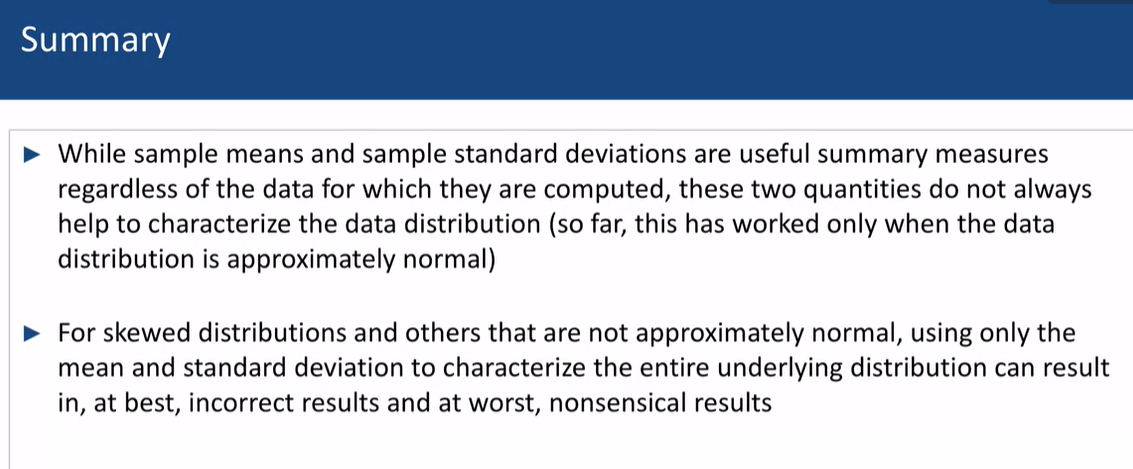 Summary
► While sample means and sample standard deviations are useful summary measures
regardless of the data for which they are computed, these two quantities do not always
help to characterize the data distribution (so far, this has worked only when the data
distribution is approximately normal)
► For skewed distributions and others that are not approximately normal, using only the
mean and standard deviation to characterize the entire underlying distribution can result
in, at best, incorrect results and at worst, nonsensical results